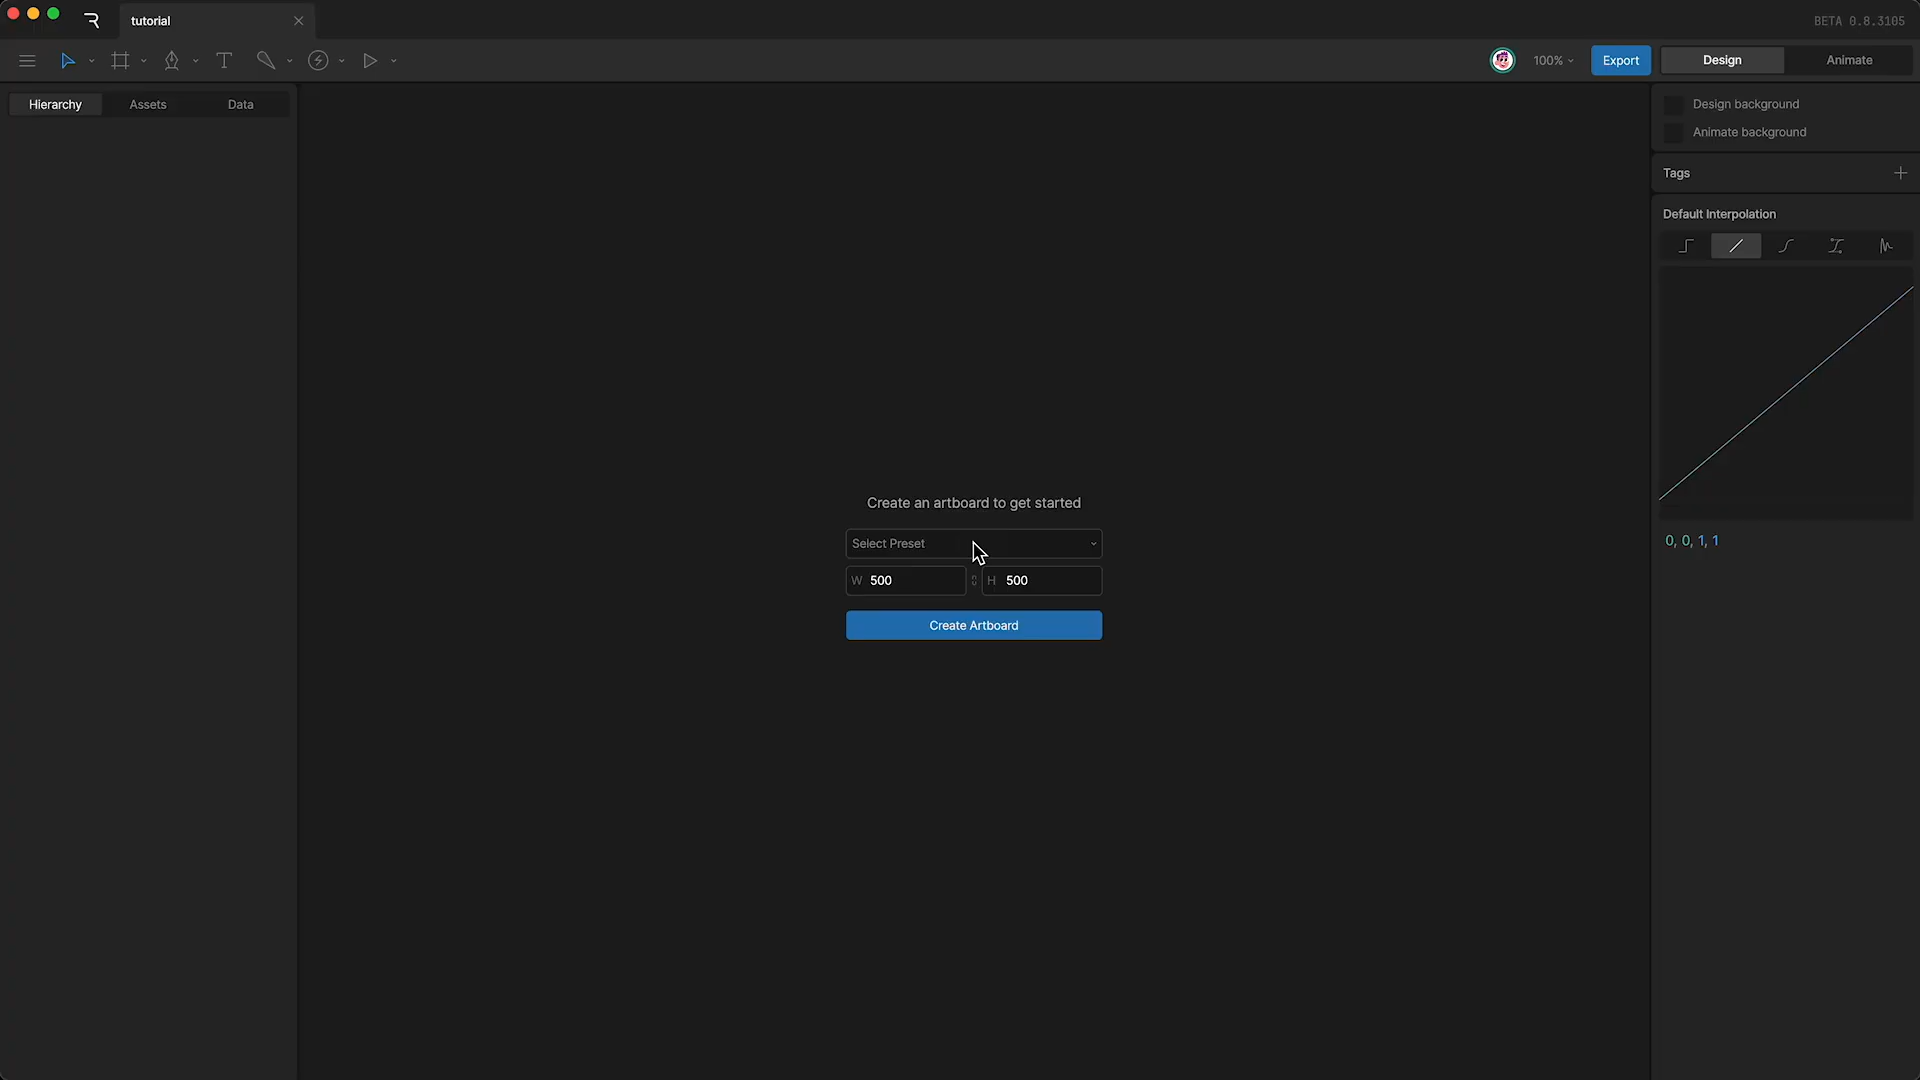 tutorial
BETA 0.8.3105
100%
Export
Design
Animate
Hierarchy
Assets
Data
Design background
Animate background
Tags
Default Interpolation
0, 0, 1, 1
Create an artboard to get started
Select Preset
W 500
H 500
Create Artboard